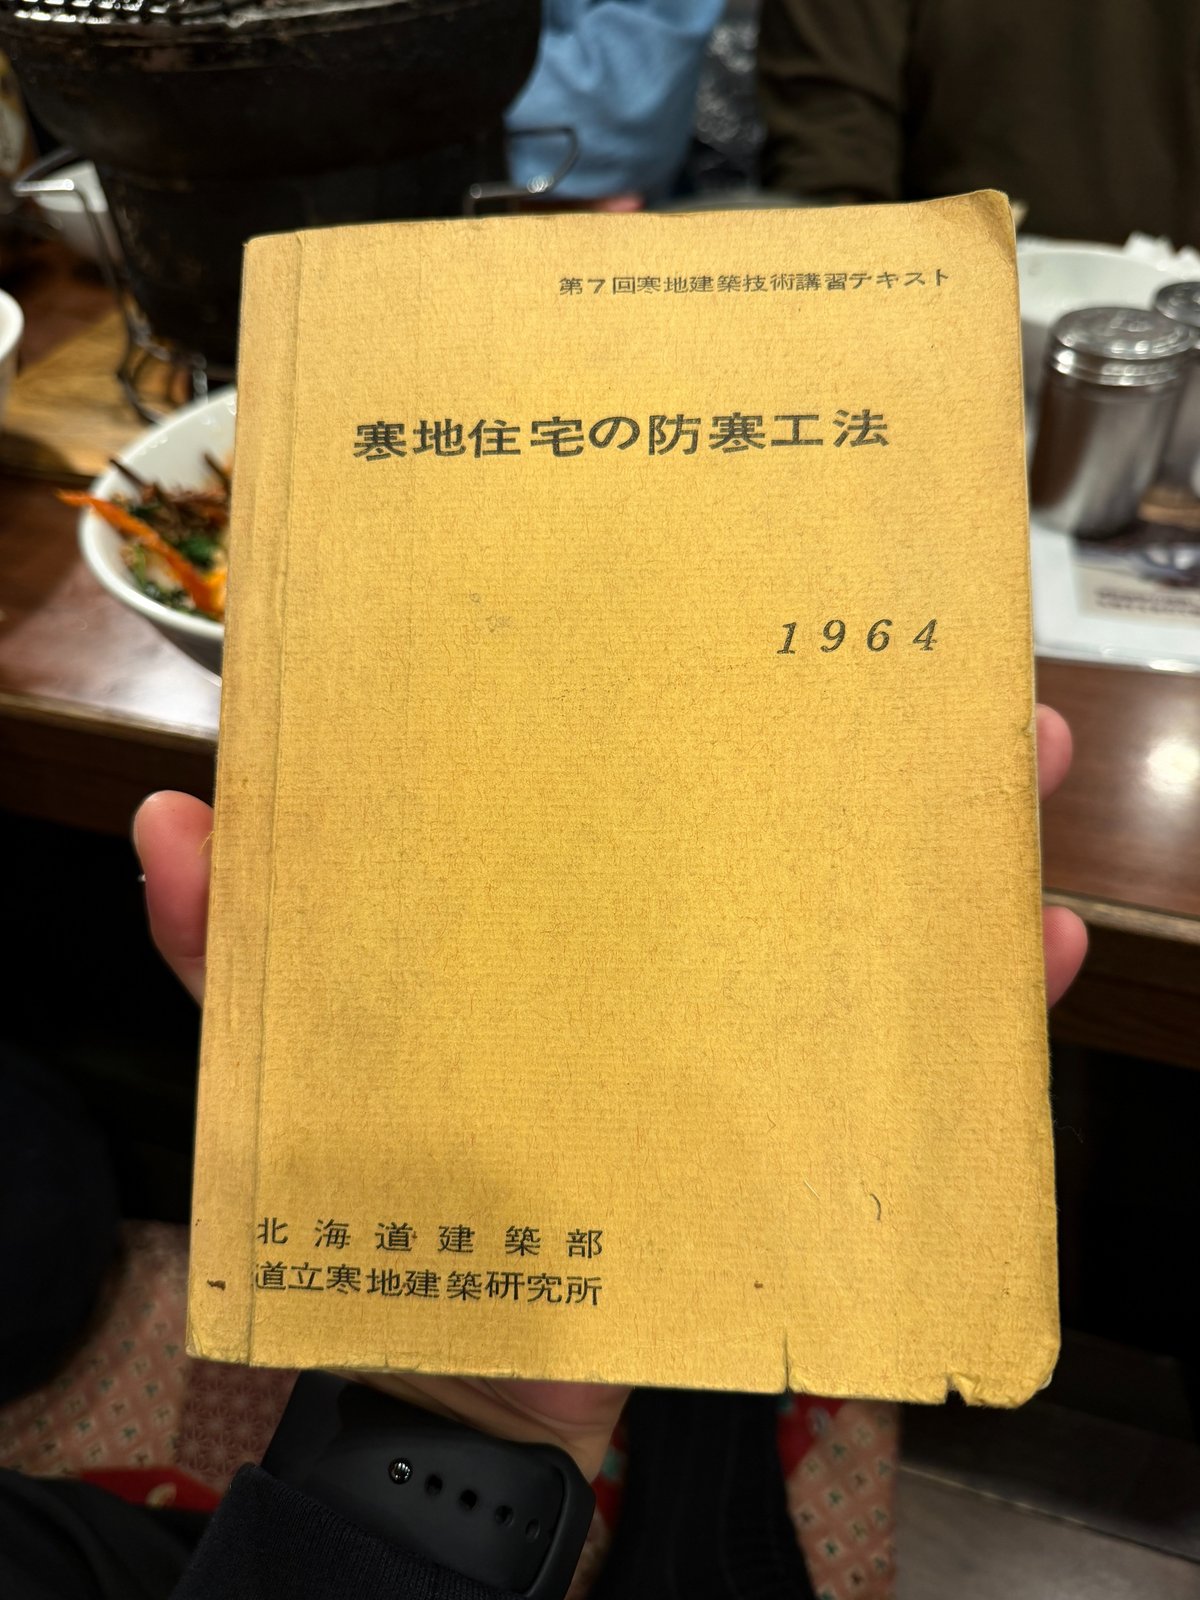 第7回寒地建築技術講習テキスト
寒地住宅の防寒工法
1964
北海道建築部
道立寒地建築研究所